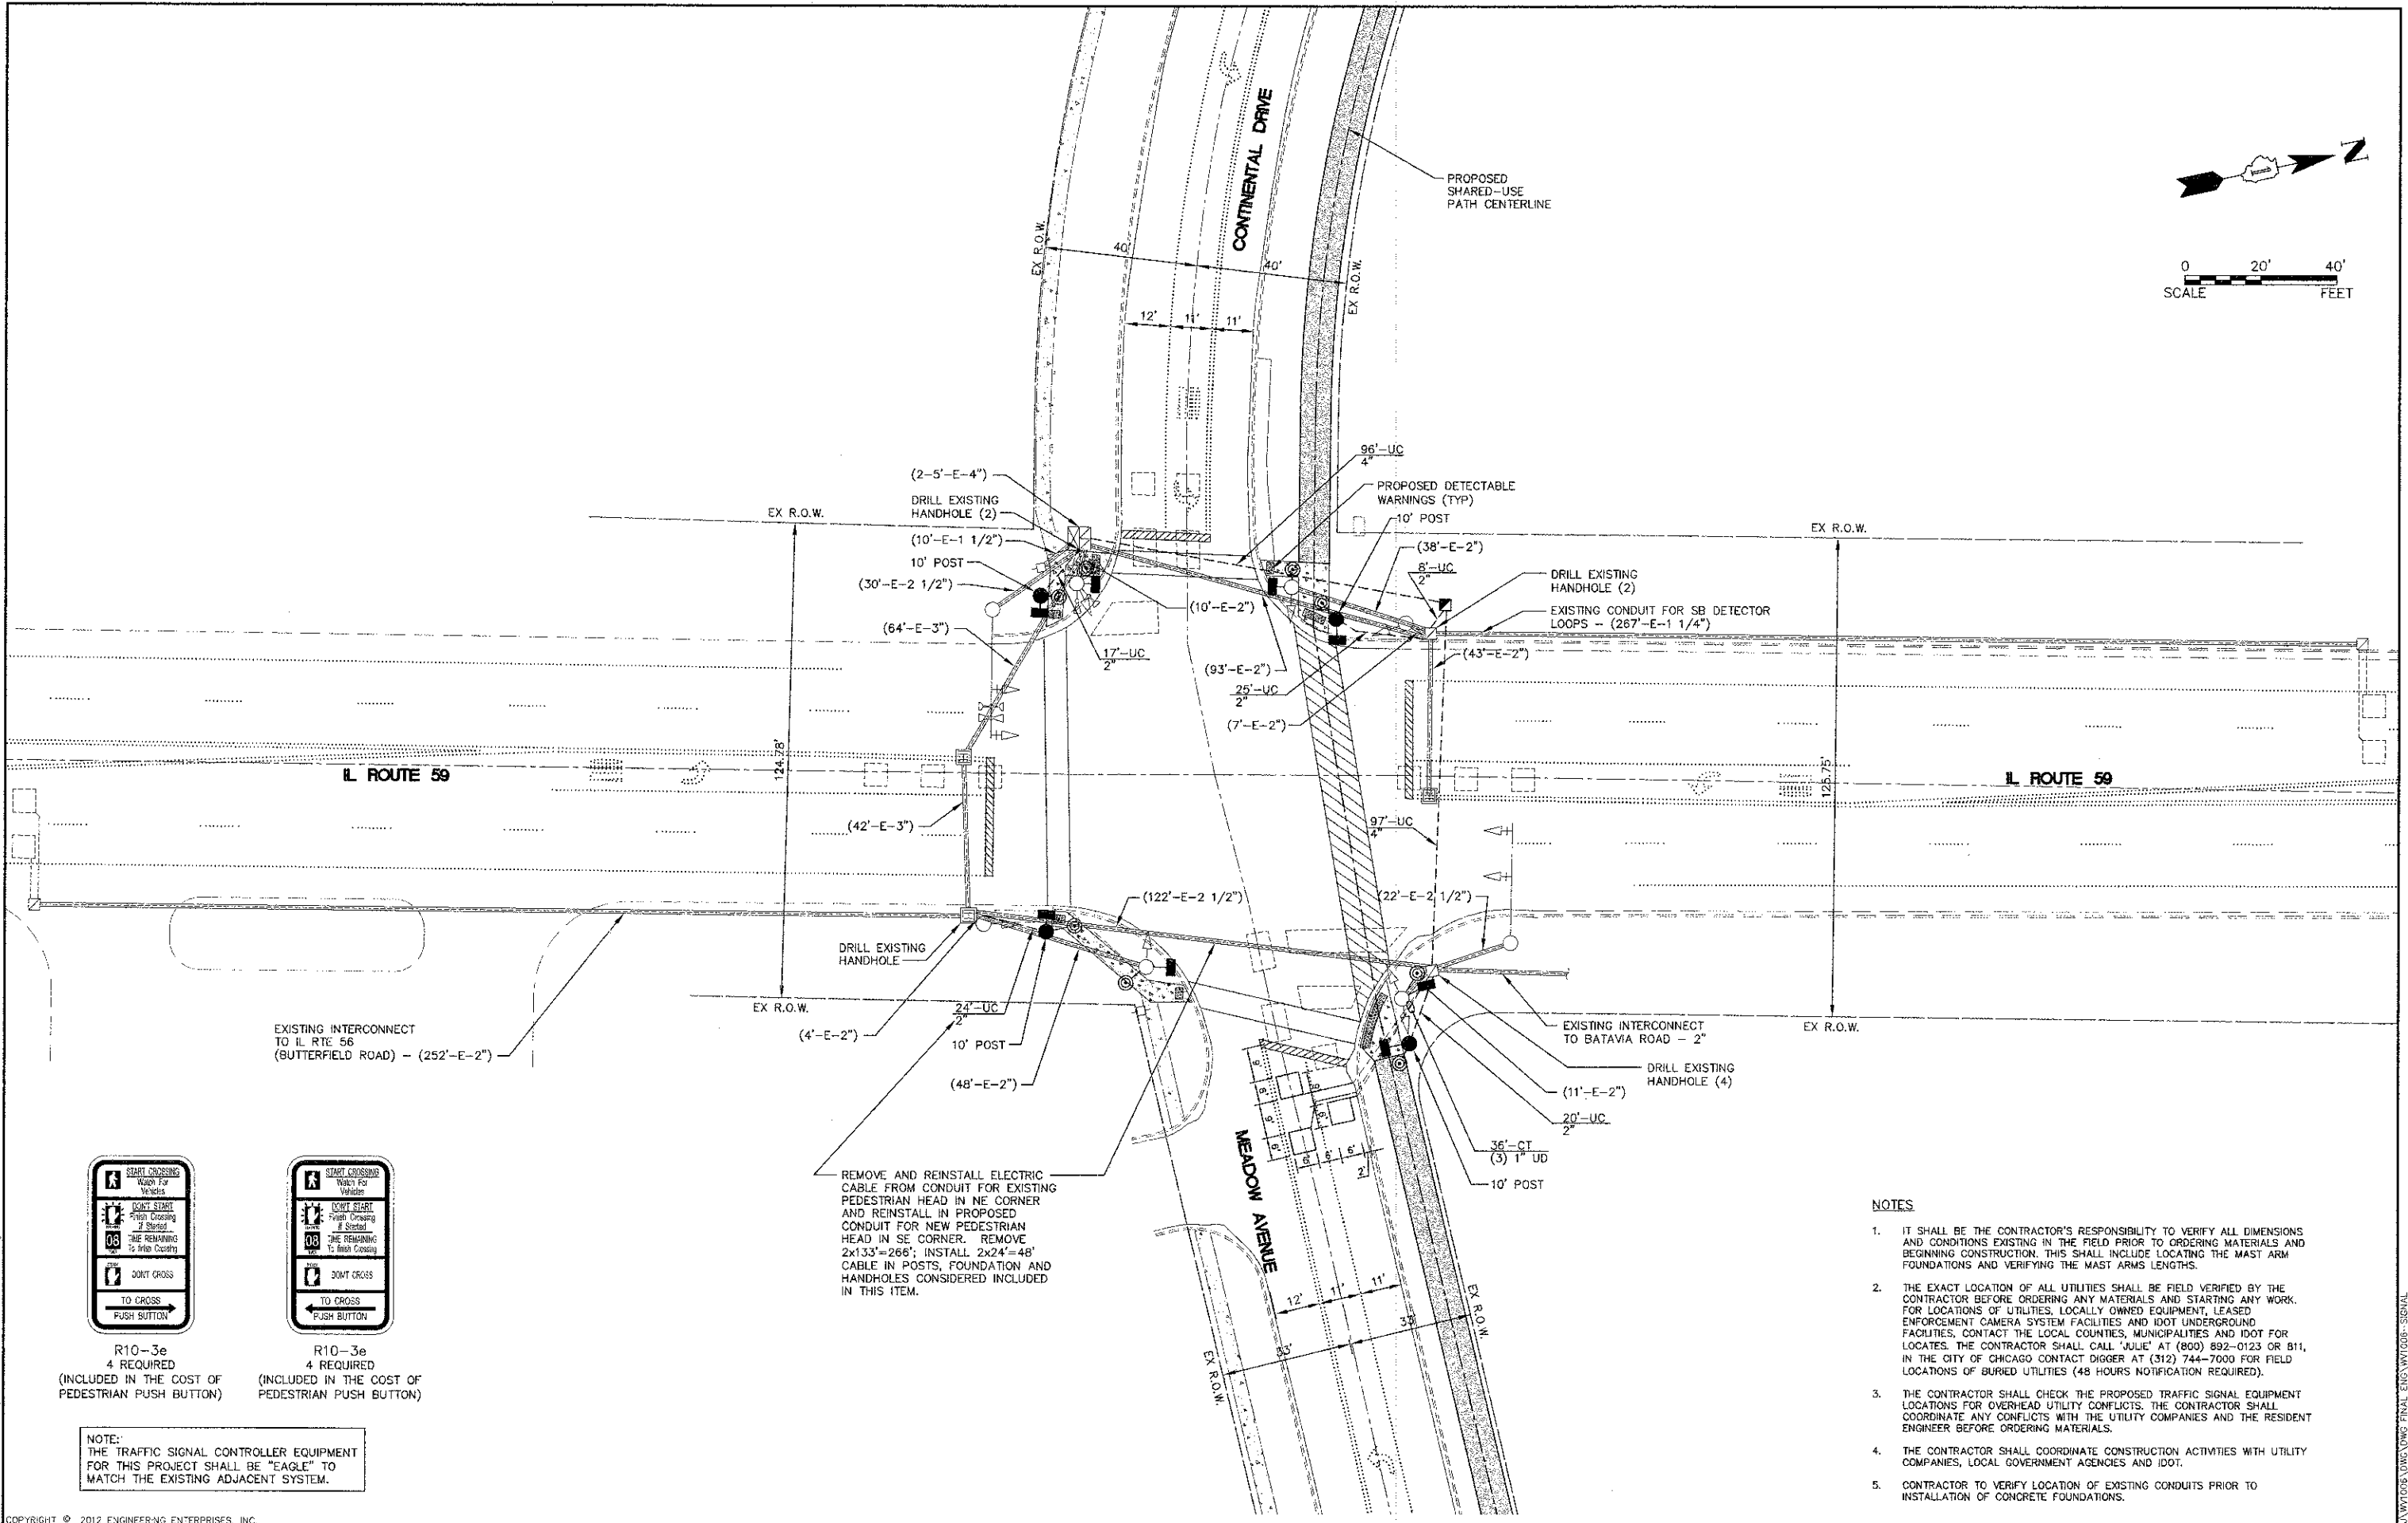 CONTINENTAL DRIVE
PROPOSED
SHARED-USE
PATH CENTERLINE
N
0 20' 40'
SCALE FEET
EX R.O.W.
40'
40'
EX R.O.W.
12' 11' 11'
96'-UC
4"
(2-5'-E-4")
DRILL EXISTING
HANDHOLE (2)
(10'-E-1 1/2")
10' POST
(30'-E-2 1/2")
(64'-E-3")
PROPOSED DETECTABLE
WARNINGS (TYP)
10' POST
(38'-E-2")
8'-UC
2"
DRILL EXISTING
HANDHOLE (2)
EXISTING CONDUIT FOR SB DETECTOR
LOOPS - (267'-E-1 1/4")
EX R.O.W.
EX R.O.W.
(10'-E-2")
17'-UC
2"
(93'-E-2")
25'-UC
2"
(7'-E-2")
(43'-E-2")
124.78'
125.75'
IL ROUTE 59
IL ROUTE 59
(42'-E-3")
97'-UC
4"
(122'-E-2 1/2")
(22'-E-2 1/2")
DRILL EXISTING
HANDHOLE
EX R.O.W.
EX R.O.W.
24'-UC
2"
(4'-E-2")
10' POST
(48'-E-2")
EXISTING INTERCONNECT
TO IL RTE 56
(BUTTERFIELD ROAD) - (252'-E-2")
EXISTING INTERCONNECT
TO BATAVIA ROAD - 2"
DRILL EXISTING
HANDHOLE (4)
(11'-E-2")
20'-UC
2"
36'-CT
(3) 1" UD
10' POST
6' 6' 9' 6'
6' 6'
6' 6' 6'
2'
MEADOW AVENUE
REMOVE AND REINSTALL ELECTRIC
CABLE FROM CONDUIT FOR EXISTING
PEDESTRIAN HEAD IN NE CORNER
AND REINSTALL IN PROPOSED
CONDUIT FOR NEW PEDESTRIAN
HEAD IN SE CORNER. REMOVE
2x133'=266'; INSTALL 2x24'=48'
CABLE IN POSTS, FOUNDATION AND
HANDHOLES CONSIDERED INCLUDED
IN THIS ITEM.
12' 11' 11'
33'
33'
EX R.O.W.
EX R.O.W.
START CROSSING
Watch For
Vehicles
DON'T START
Finish Crossing
If Started
08
TIME REMAINING
To finish Crossing
DON'T CROSS
TO CROSS
PUSH BUTTON
R10-3e
4 REQUIRED
(INCLUDED IN THE COST OF
PEDESTRIAN PUSH BUTTON)
START CROSSING
Watch For
Vehicles
DON'T START
Finish Crossing
If Started
08
TIME REMAINING
To finish Crossing
DON'T CROSS
TO CROSS
PUSH BUTTON
R10-3e
4 REQUIRED
(INCLUDED IN THE COST OF
PEDESTRIAN PUSH BUTTON)
NOTE:
THE TRAFFIC SIGNAL CONTROLLER EQUIPMENT
FOR THIS PROJECT SHALL BE "EAGLE" TO
MATCH THE EXISTING ADJACENT SYSTEM.
NOTES
1. IT SHALL BE THE CONTRACTOR'S RESPONSIBILITY TO VERIFY ALL DIMENSIONS
AND CONDITIONS EXISTING IN THE FIELD PRIOR TO ORDERING MATERIALS AND
BEGINNING CONSTRUCTION. THIS SHALL INCLUDE LOCATING THE MAST ARM
FOUNDATIONS AND VERIFYING THE MAST ARMS LENGTHS.
2. THE EXACT LOCATION OF ALL UTILITIES SHALL BE FIELD VERIFIED BY THE
CONTRACTOR BEFORE ORDERING ANY MATERIALS AND STARTING ANY WORK.
FOR LOCATIONS OF UTILITIES, LOCALLY OWNED EQUIPMENT, LEASED
ENFORCEMENT CAMERA SYSTEM FACILITIES AND IDOT UNDERGROUND
FACILITIES, CONTACT THE LOCAL COUNTIES, MUNICIPALITIES AND IDOT FOR
LOCATES. THE CONTRACTOR SHALL CALL 'JULIE' AT (800) 892-0123 OR 811,
IN THE CITY OF CHICAGO CONTACT DIGGER AT (312) 744-7000 FOR FIELD
LOCATIONS OF BURIED UTILITIES (48 HOURS NOTIFICATION REQUIRED).
3. THE CONTRACTOR SHALL CHECK THE PROPOSED TRAFFIC SIGNAL EQUIPMENT
LOCATIONS FOR OVERHEAD UTILITY CONFLICTS. THE CONTRACTOR SHALL
COORDINATE ANY CONFLICTS WITH THE UTILITY COMPANIES AND THE RESIDENT
ENGINEER BEFORE ORDERING MATERIALS.
4. THE CONTRACTOR SHALL COORDINATE CONSTRUCTION ACTIVITIES WITH UTILITY
COMPANIES, LOCAL GOVERNMENT AGENCIES AND IDOT.
5. CONTRACTOR TO VERIFY LOCATION OF EXISTING CONDUITS PRIOR TO
INSTALLATION OF CONCRETE FOUNDATIONS.
COPYRIGHT © 2012 ENGINEERING ENTERPRISES, INC.